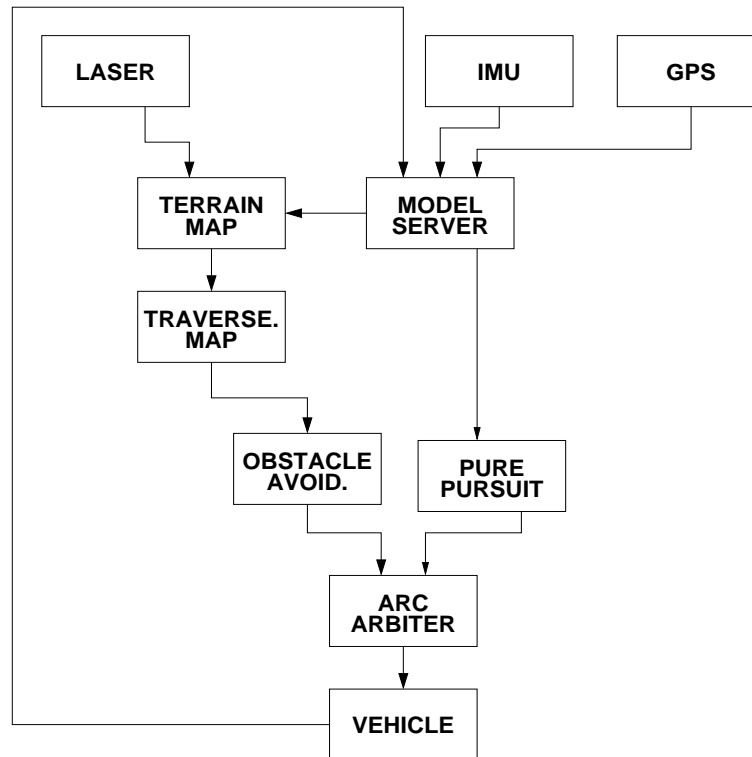 LASER
IMU
GPS
TERRAIN
MAP
MODEL
SERVER
TRAVERSE.
MAP
OBSTACLE
AVOID.
PURE
PURSUIT
ARC
ARBITER
VEHICLE